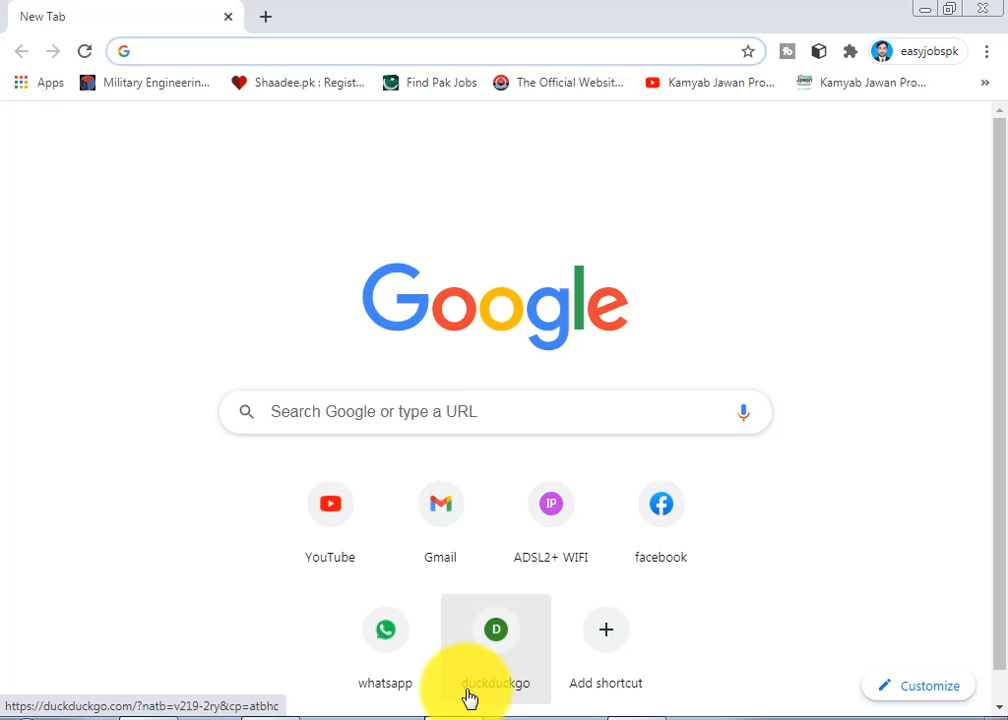 New Tab
easyjobspk
Apps
Military Engineerin...
Shaadee.pk : Regist...
Find Pak Jobs
The Official Websit...
Kamyab Jawan Pro...
Kamyab Jawan Pro...
»
Google
Search Google or type a URL
YouTube
Gmail
IP
ADSL2+ WIFI
facebook
whatsapp
D
duckduckgo
Add shortcut
Customize
https://duckduckgo.com/?natb=v219-2ry&cp=atbhc